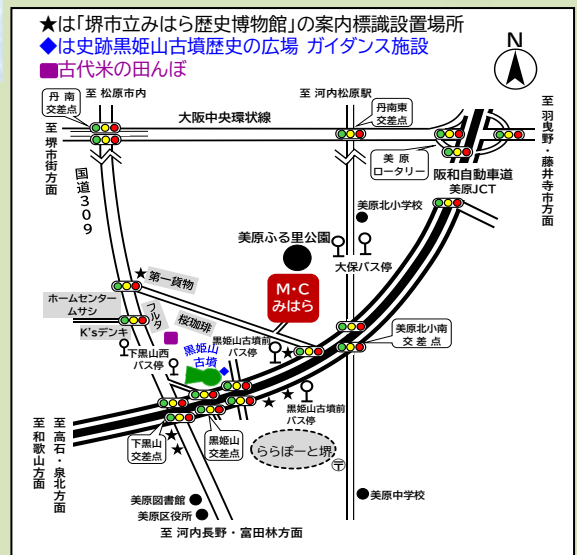 ★は「堺市立みはら歴史博物館」の案内標識設置場所
◆は史跡黒姫山古墳歴史の広場 ガイダンス施設
■古代米の田んぼ
N
至 松原市内
至 河内松原駅
丹南
交差点
大阪中央環状線
丹南東
交差点
至 羽曳野・藤井寺市方面
至 堺市街方面
美原
ロータリー
阪和自動車道
美原JCT
国道309
美原北小学校
美原ふる里公園
大保バス停
★
第一貨物
M・C
みはら
ホームセンター
ムサシ
フルタ
桜珈琲
K'sデンキ
美原北小南
交差点
黒姫山古墳前
バス停
★
下黒山西
バス停
黒姫山
古墳
◆
★
★
黒姫山古墳前
バス停
下黒山
交差点
黒姫山
交差点
★
★
ららぽーと堺
〒
至 高石・泉北方面
至 和歌山方面
美原図書館
美原区役所
美原中学校
至 河内長野・富田林方面